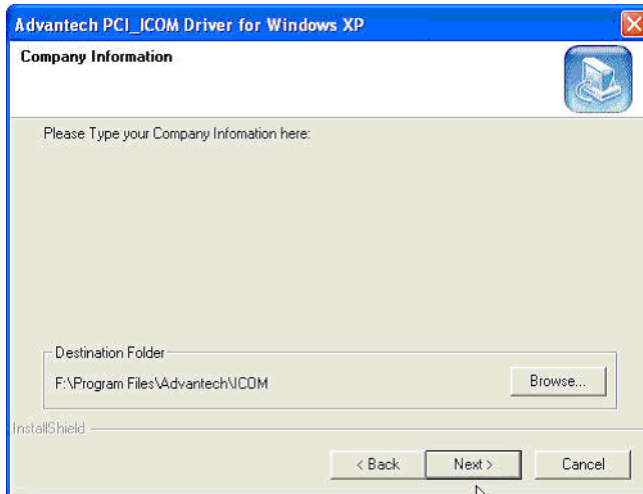 Advantech PCI_ICOM Driver for Windows XP
Company Information
Please Type your Company Infomation here:
Destination Folder
F:\Program Files\Advantech\ICOM
Browse...
InstallShield
< Back Next > Cancel